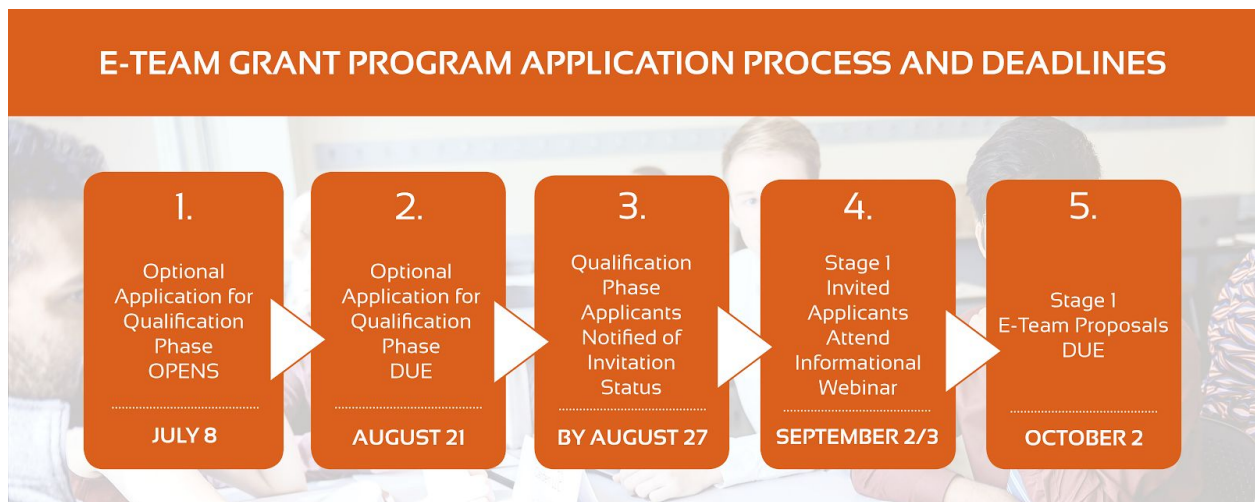 E-TEAM GRANT PROGRAM APPLICATION PROCESS AND DEADLINES
1.
Optional
Application for
Qualification
Phase
OPENS
JULY 8
2.
Optional
Application for
Qualification
Phase
DUE
AUGUST 21
3.
Qualification
Phase
Applicants
Notified of
Invitation
Status
BY AUGUST 27
4.
Stage 1
Invited
Applicants
Attend
Informational
Webinar
SEPTEMBER 2/3
5.
Stage 1
E-Team Proposals
DUE
OCTOBER 2